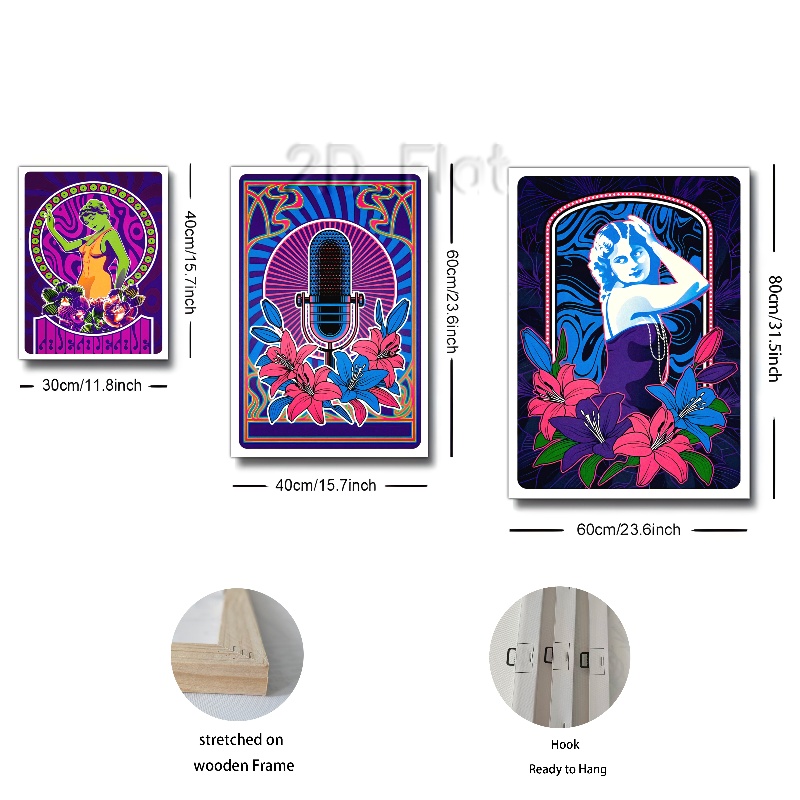 2D Flat
40cm/15.7inch
30cm/11.8inch
60cm/23.6inch
40cm/15.7inch
80cm/31.5inch
60cm/23.6inch
stretched on
wooden Frame
Hook
Ready to Hang